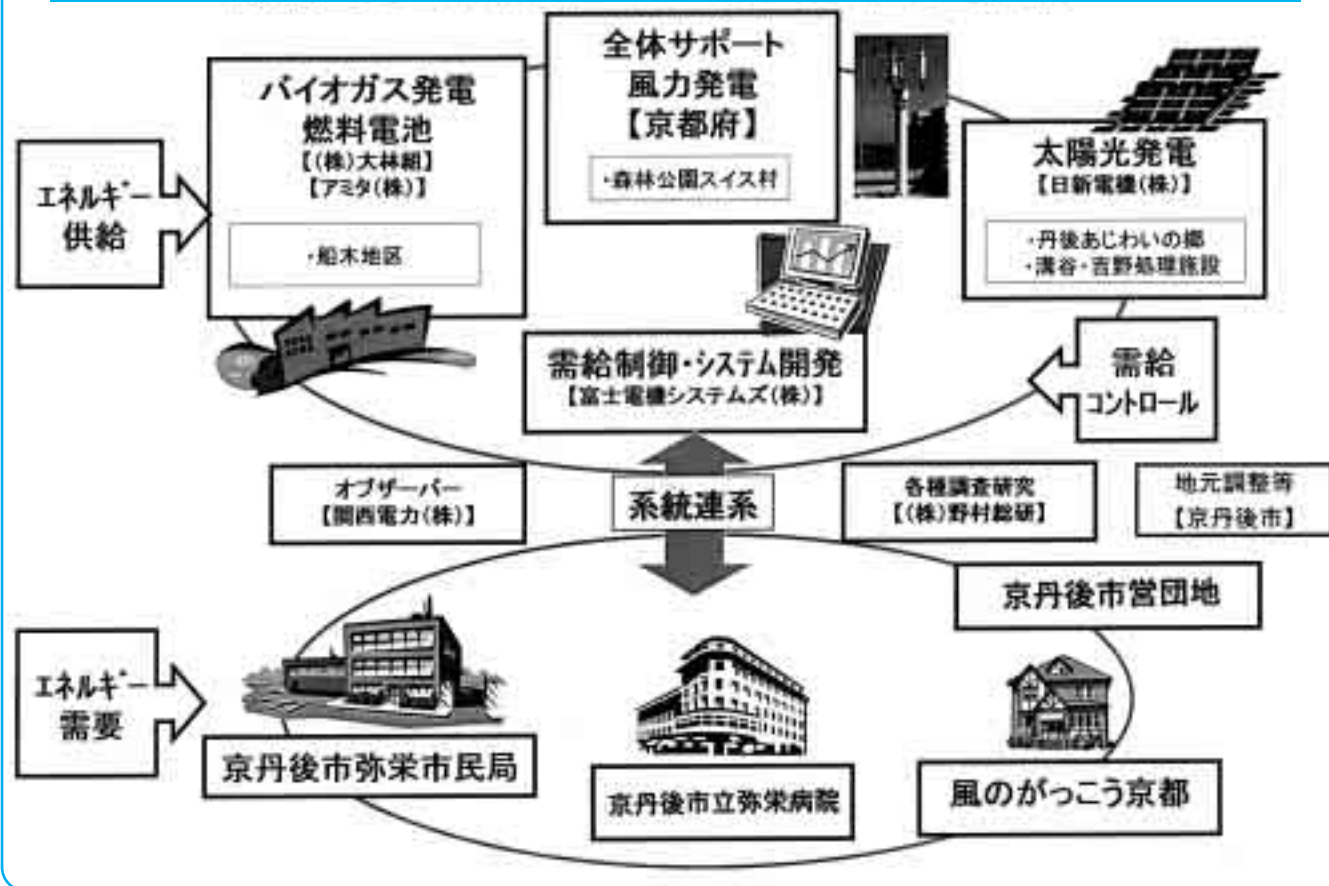 全体サポート
風力発電
【京都府】
・森林公園スイス村
バイオガス発電
燃料電池
【(株)大林組】
【アミタ(株)】
・船木地区
太陽光発電
【日新電機(株)】
・丹後あじわいの郷
・溝谷・吉野処理施設
エネルギー
供給
需給制御・システム開発
【富士電機システムズ(株)】
需給
コントロール
オブザーバー
【関西電力(株)】
系統連系
各種調査研究
【(株)野村総研】
地元調整等
【京丹後市】
京丹後市営団地
エネルギー
需要
京丹後市弥栄市民局
京丹後市立弥栄病院
風のがっこう京都